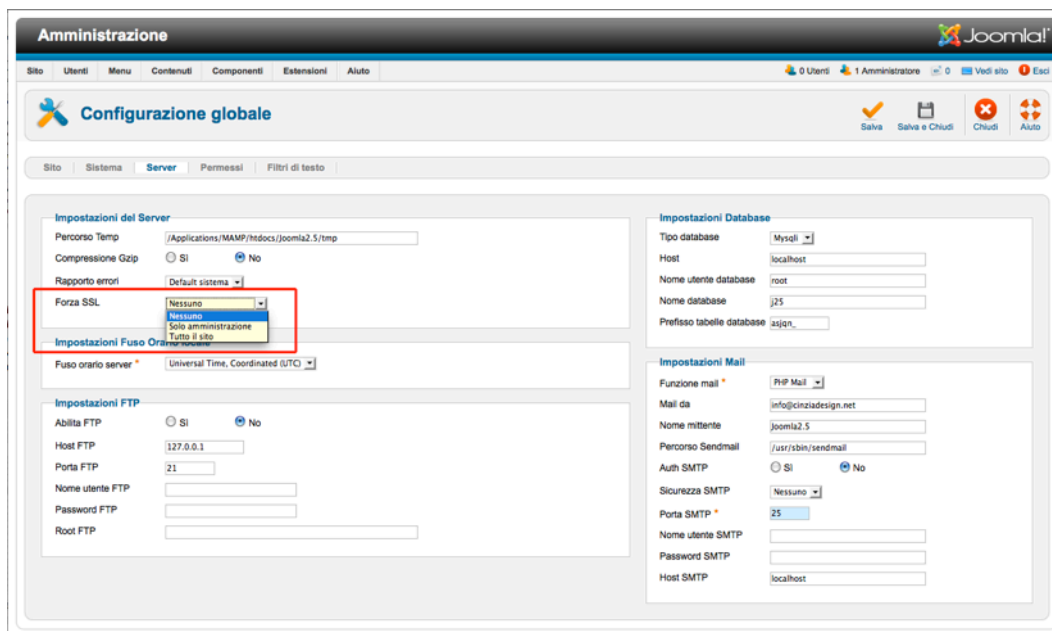 Amministrazione
Joomla!
Sito Utenti Menu Contenuti Componenti Estensioni Aiuto
0 Utenti 1 Amministratore 0 Vedi sito Esci
Configurazione globale
Salva Salva e Chiudi Chiudi Aiuto
Sito Sistema Server Permessi Filtri di testo
Impostazioni del Server
Percorso Temp /Applications/MAMP/htdocs/Joomla2.5/tmp
Compressione Gzip Sì No
Rapporto errori Default sistema
Forza SSL Nessuno
Nessuno
Solo amministrazione
Tutto il sito
Impostazioni Fuso Orario locale
Fuso orario server * Universal Time, Coordinated (UTC)
Impostazioni FTP
Abilita FTP Sì No
Host FTP 127.0.0.1
Porta FTP 21
Nome utente FTP
Password FTP
Root FTP
Impostazioni Database
Tipo database Mysqli
Host localhost
Nome utente database root
Nome database j25
Prefisso tabelle database asjqn_
Impostazioni Mail
Funzione mail * PHP Mail
Mail da info@cinziadesign.net
Nome mittente Joomla2.5
Percorso Sendmail /usr/sbin/sendmail
Auth SMTP Sì No
Sicurezza SMTP Nessuno
Porta SMTP * 25
Nome utente SMTP
Password SMTP
Host SMTP localhost